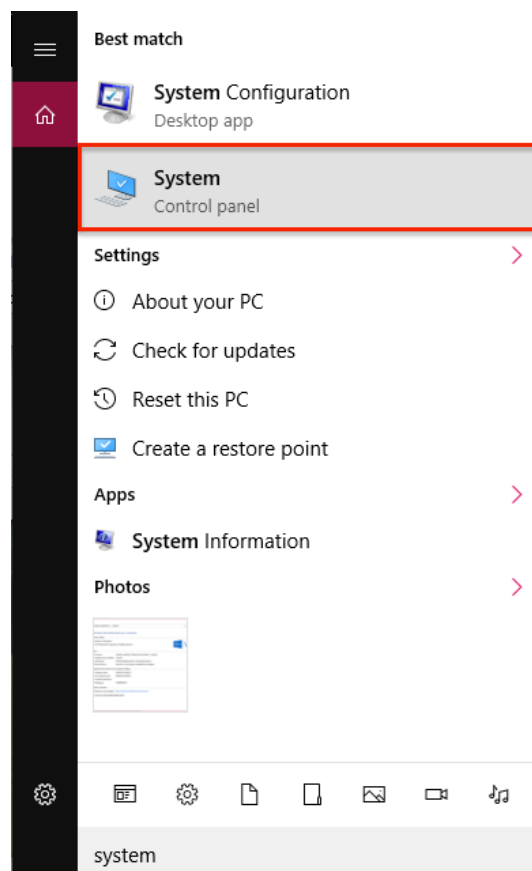 Best match
System Configuration
Desktop app
System
Control panel
Settings
About your PC
Check for updates
Reset this PC
Create a restore point
Apps
System Information
Photos
system